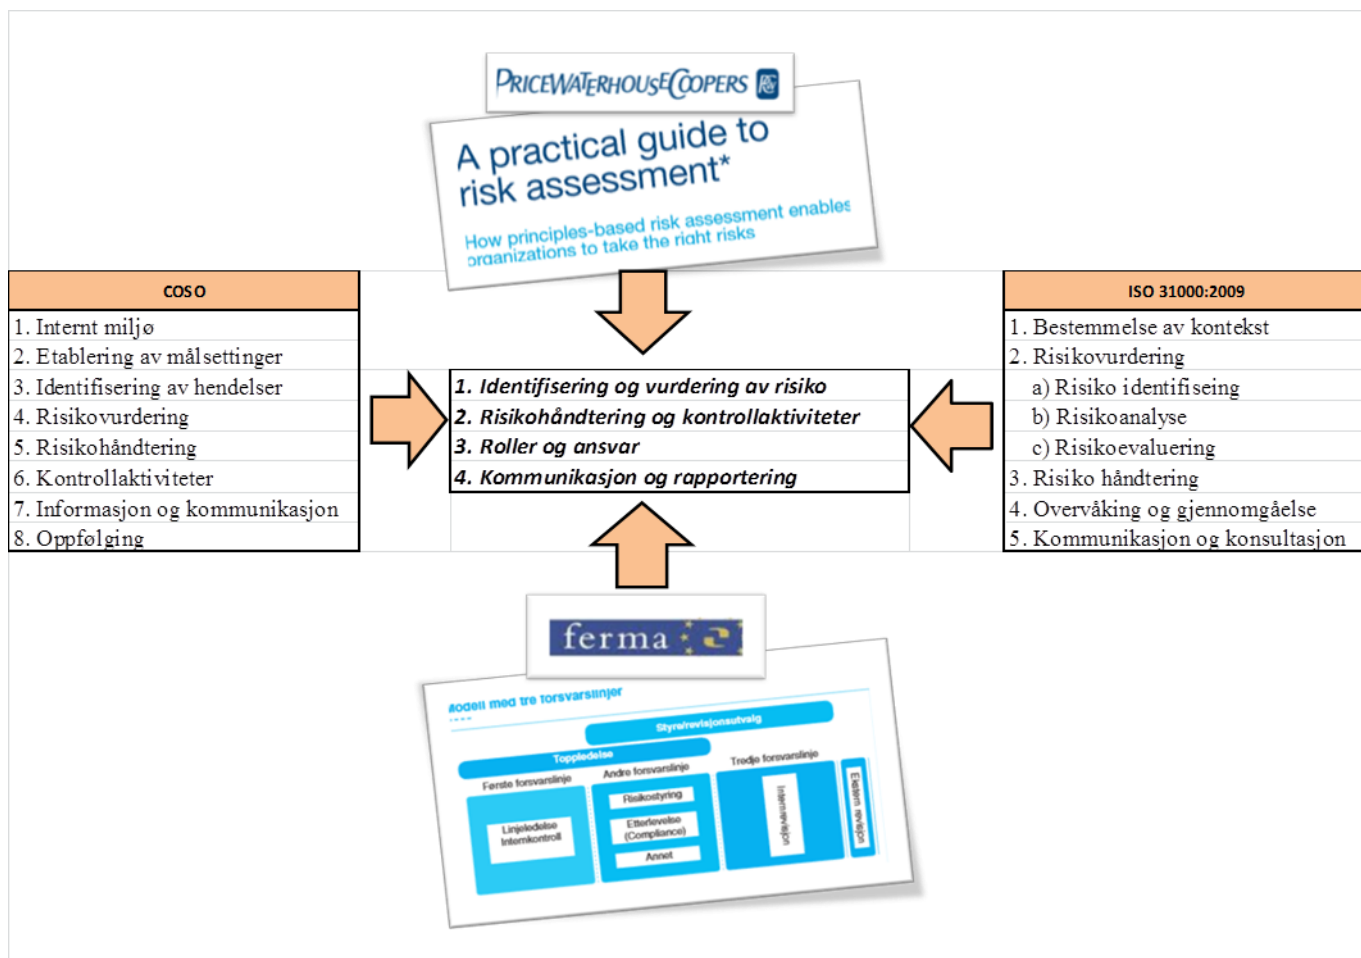 PRICEWATERHOUSECOOPERS PwC
A practical guide to
risk assessment*
How principles-based risk assessment enables
organizations to take the right risks
COSO
1. Internt miljø
2. Etablering av målsettinger
3. Identifisering av hendelser
4. Risikovurdering
5. Risikohåndtering
6. Kontrollaktiviteter
7. Informasjon og kommunikasjon
8. Oppfølging
1. Identifisering og vurdering av risiko
2. Risikohåndtering og kontrollaktiviteter
3. Roller og ansvar
4. Kommunikasjon og rapportering
ISO 31000:2009
1. Bestemmelse av kontekst
2. Risikovurdering
a) Risiko identifiseing
b) Risikoanalyse
c) Risikoevaluering
3. Risiko håndtering
4. Overvåking og gjennomgåelse
5. Kommunikasjon og konsultasjon
ferma
Modell med tre forsvarslinjer
Styre/revisjonsutvalg
Toppledelse
Første forsvarslinje
Andre forsvarslinje
Tredje forsvarslinje
Linjeledelse
Internkontroll
Risikostyring
Etterlevelse
(Compliance)
Annet
Internrevisjon
Ekstern revisjon